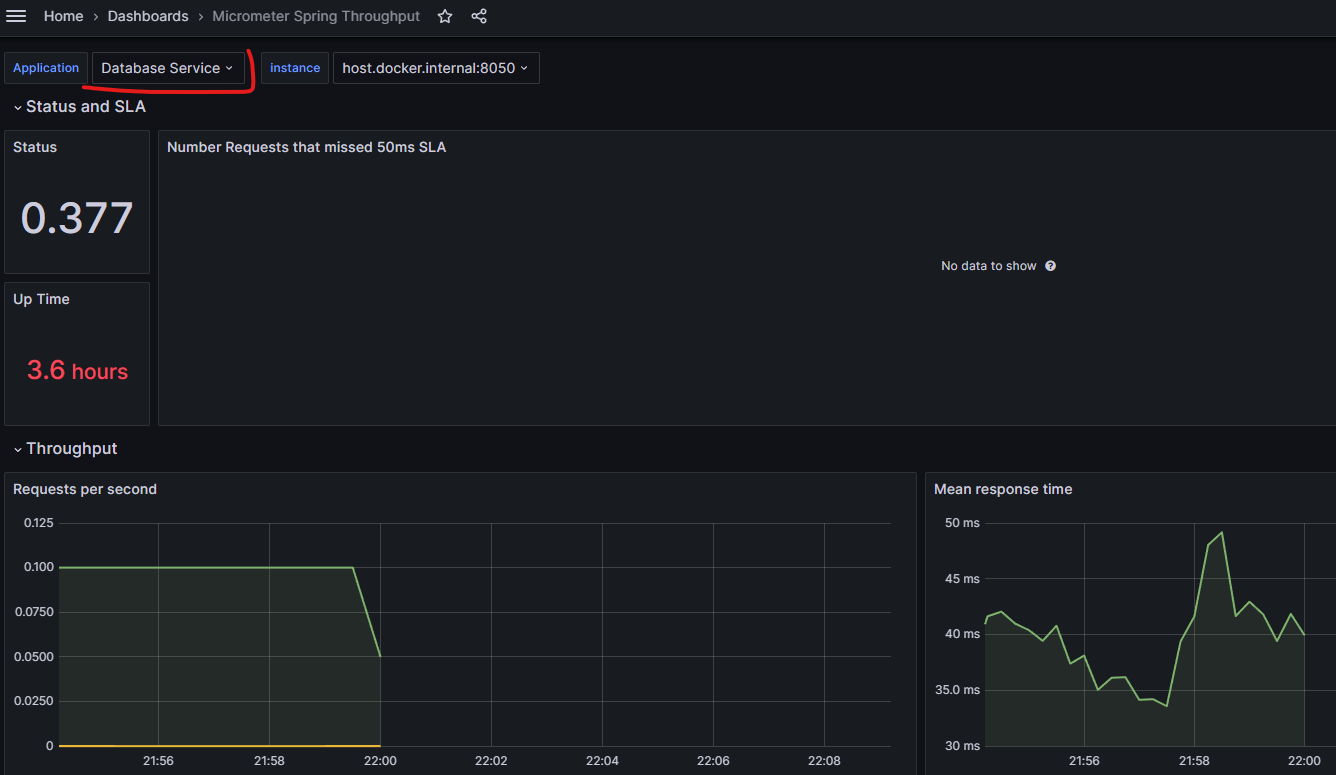 Home › Dashboards › Micrometer Spring Throughput
Application Database Service instance host.docker.internal:8050
Status and SLA
Status
0.377
Number Requests that missed 50ms SLA
No data to show ?
Up Time
3.6 hours
Throughput
Requests per second
0.125
0.100
0.0750
0.0500
0.0250
0
21:56 21:58 22:00 22:02 22:04 22:06 22:08
Mean response time
50 ms
45 ms
40 ms
35.0 ms
30 ms
21:56 21:58 22:00